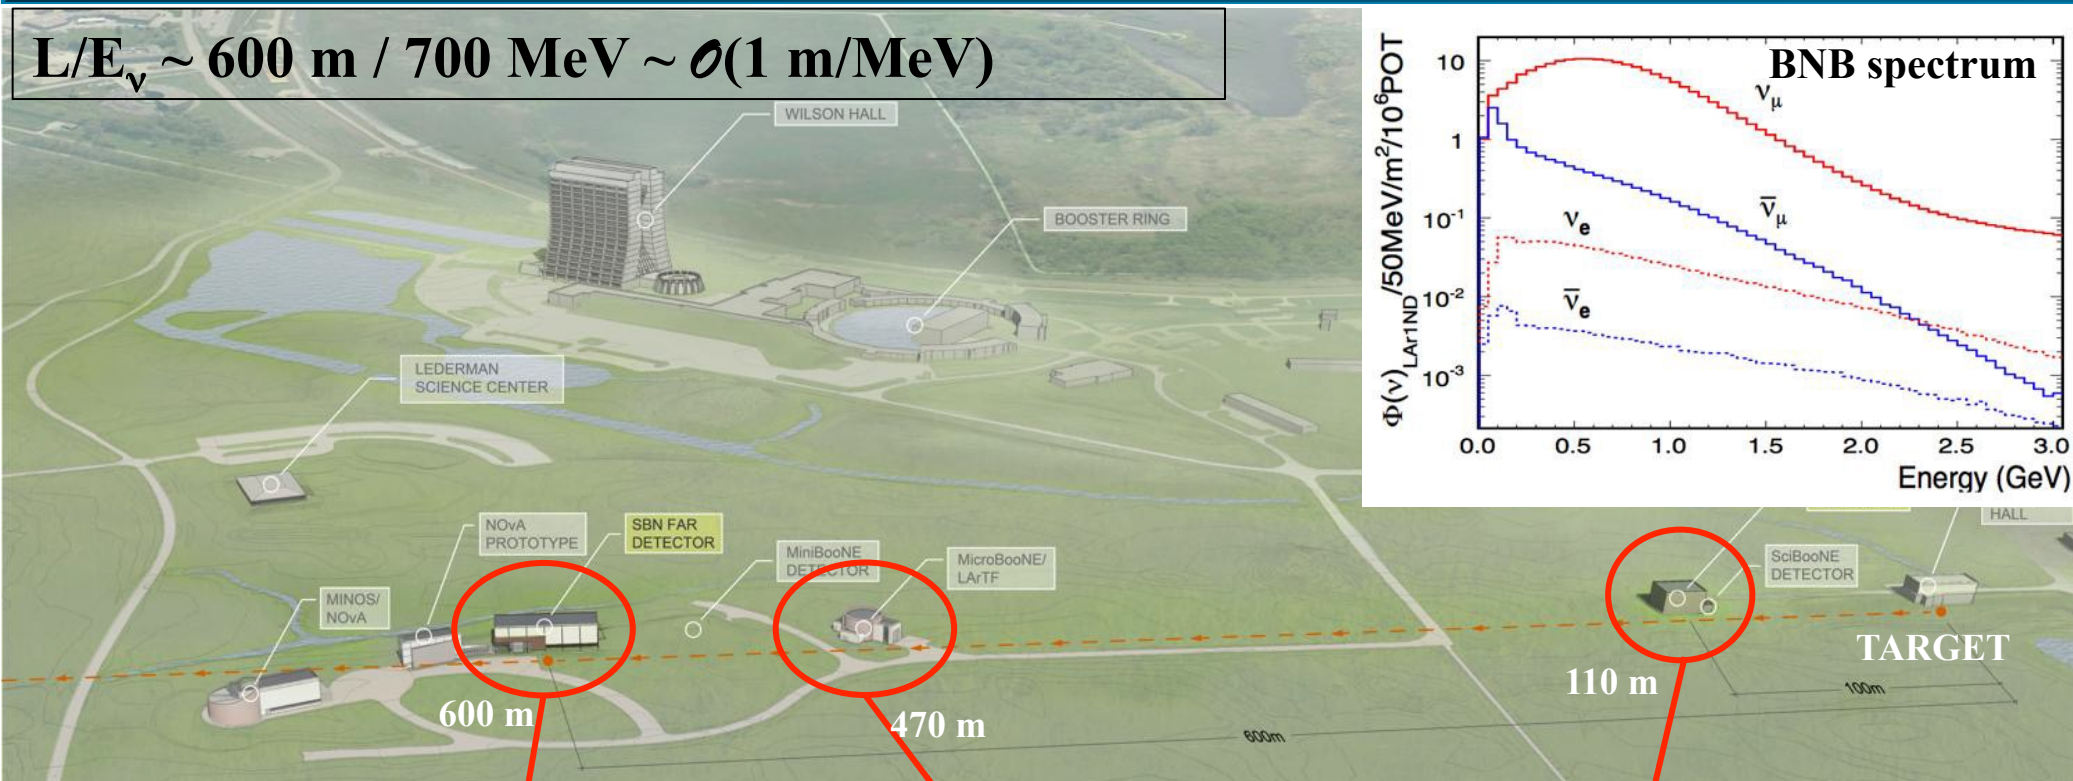 L/Eν ~ 600 m / 700 MeV ~ O(1 m/MeV)
BNB spectrum
Φ(ν)LAr1ND/50MeV/m²/10⁶POT
10
1
10⁻¹
10⁻²
10⁻³
νμ
ν̄μ
νe
ν̄e
0.0 0.5 1.0 1.5 2.0 2.5 3.0
Energy (GeV)
WILSON HALL
BOOSTER RING
LEDERMAN
SCIENCE CENTER
HALL
NOvA
PROTOTYPE
SBN FAR
DETECTOR
MiniBooNE
DETECTOR
MicroBooNE/
LArTF
SciBooNE
DETECTOR
MINOS/
NOvA
TARGET
600 m
470 m
110 m
100m
600m